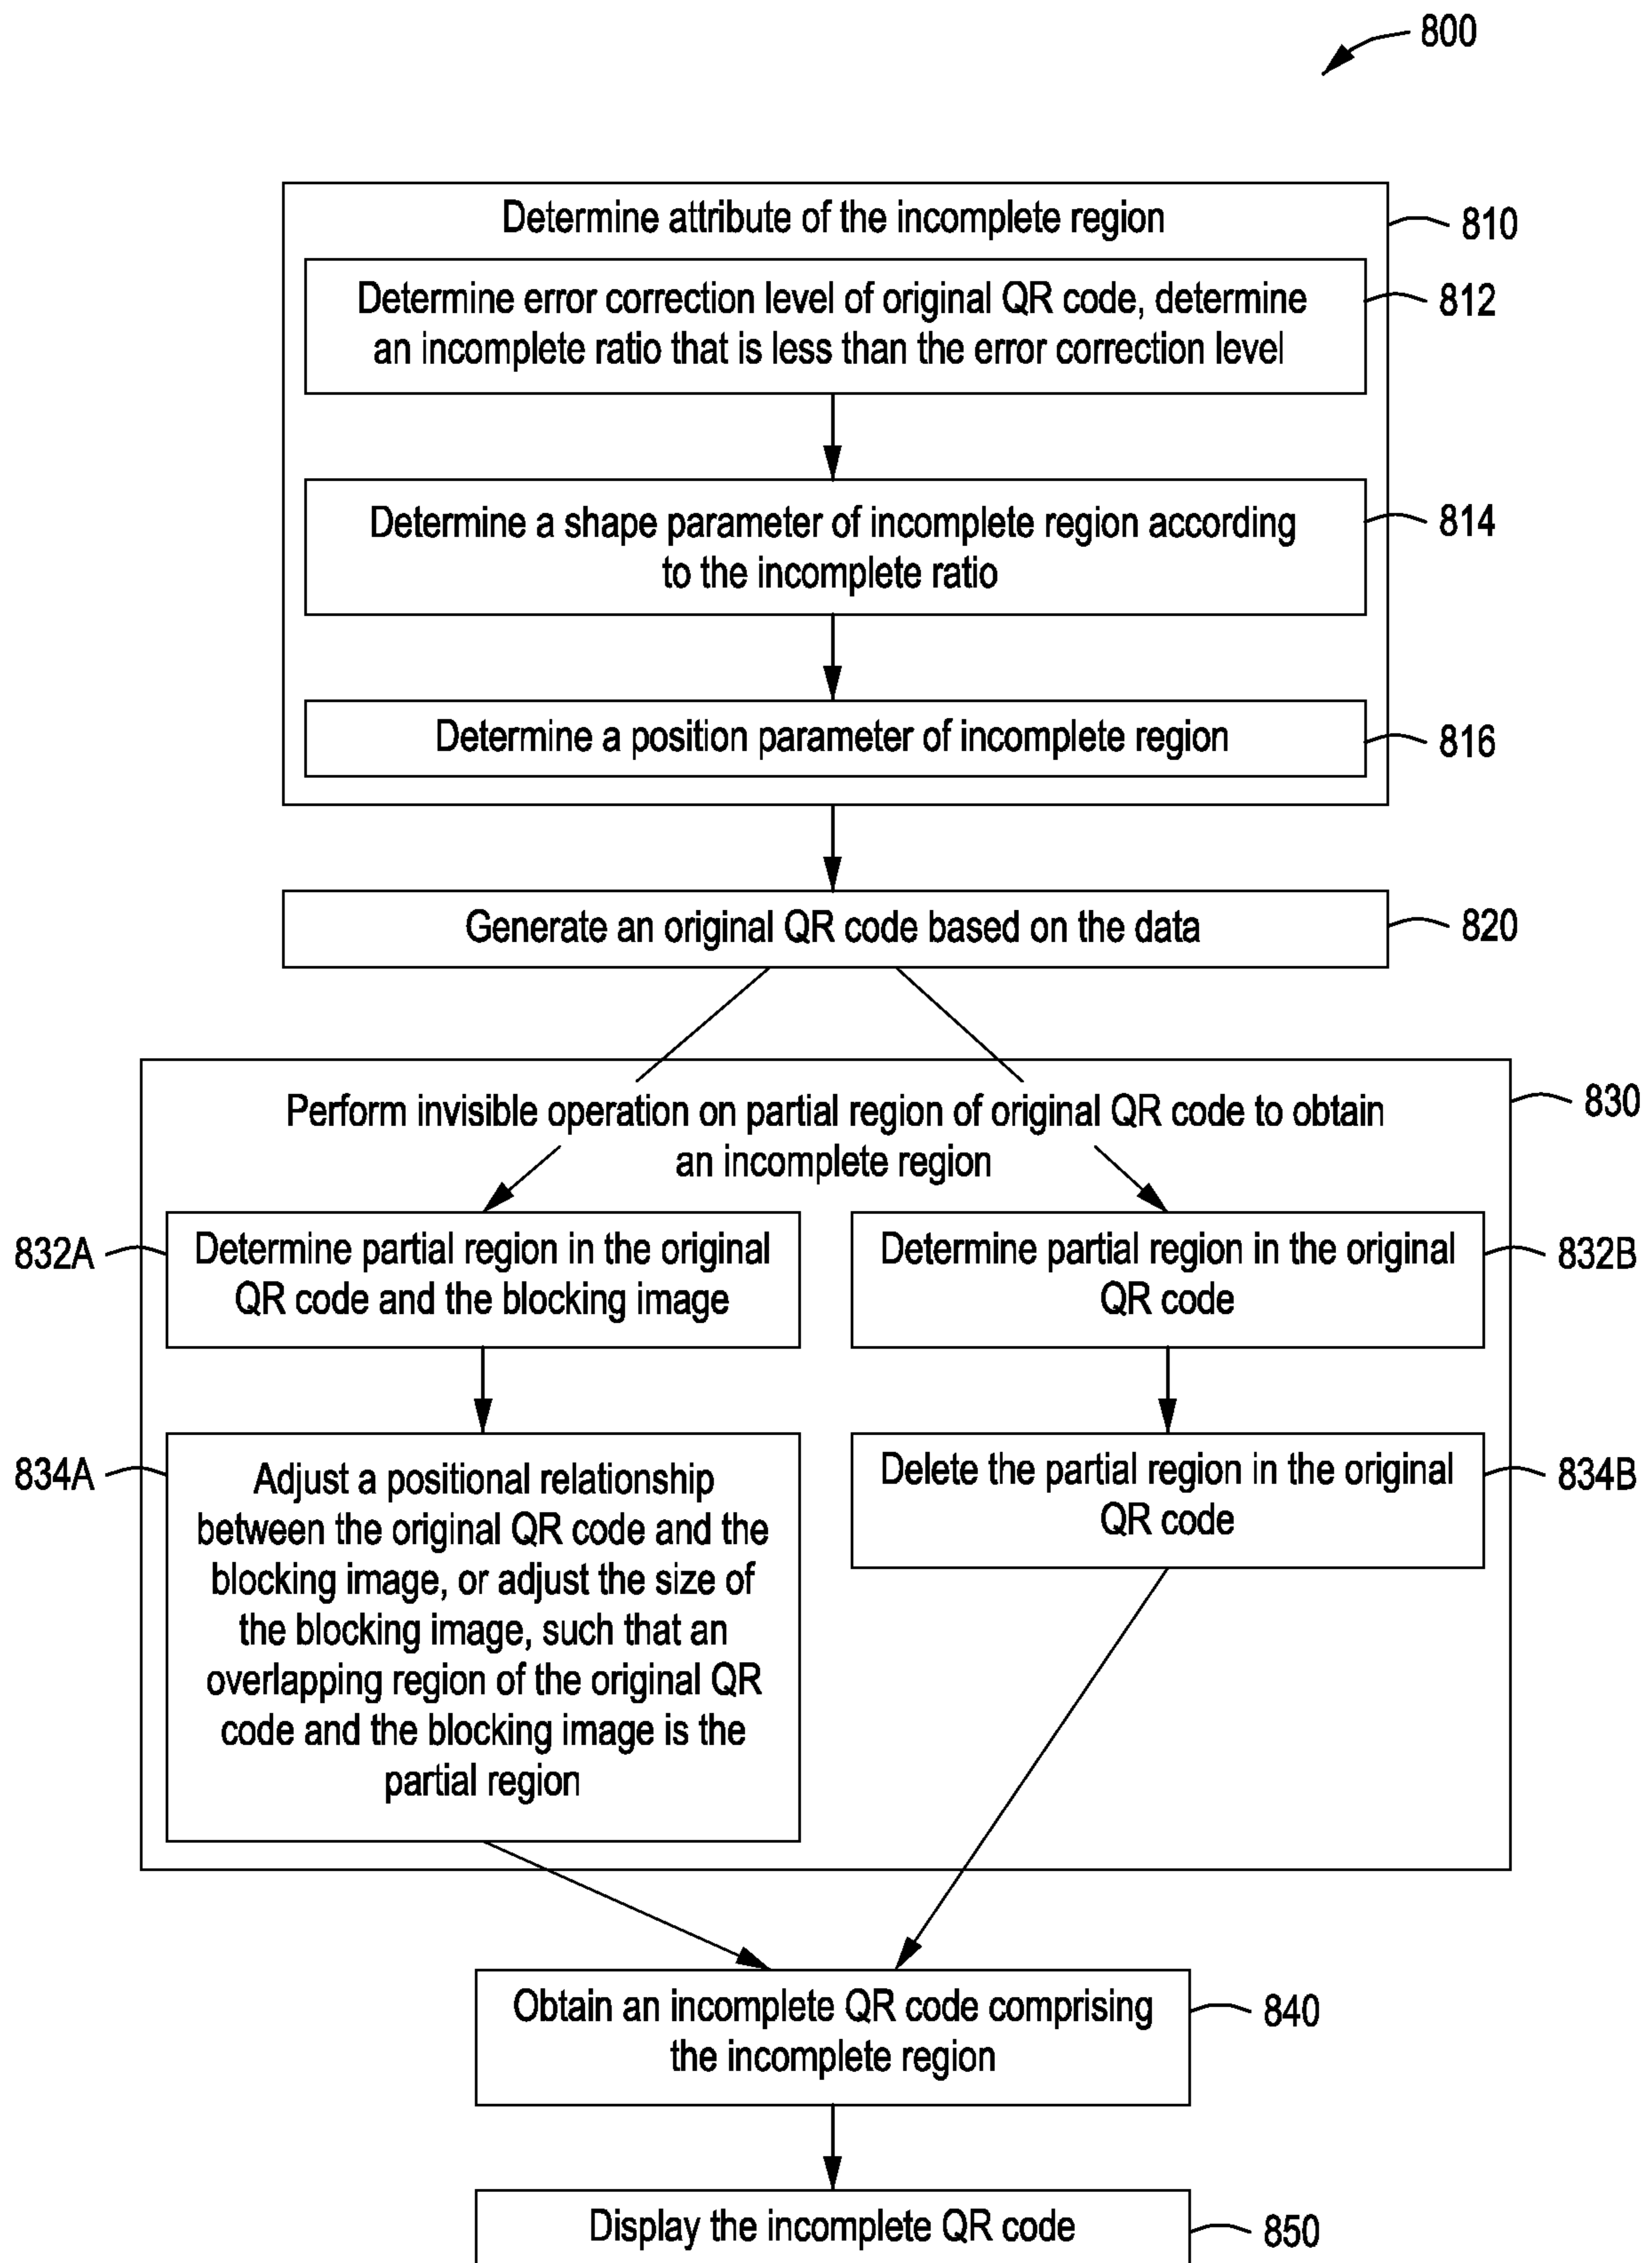 800
Determine attribute of the incomplete region
810
Determine error correction level of original QR code, determine
an incomplete ratio that is less than the error correction level
812
Determine a shape parameter of incomplete region according
to the incomplete ratio
814
Determine a position parameter of incomplete region
816
Generate an original QR code based on the data
820
Perform invisible operation on partial region of original QR code to obtain
an incomplete region
830
832A
Determine partial region in the original
QR code and the blocking image
Determine partial region in the original
QR code
832B
834A
Adjust a positional relationship
between the original QR code and the
blocking image, or adjust the size of
the blocking image, such that an
overlapping region of the original QR
code and the blocking image is the
partial region
Delete the partial region in the original
QR code
834B
Obtain an incomplete QR code comprising
the incomplete region
840
Display the incomplete QR code
850